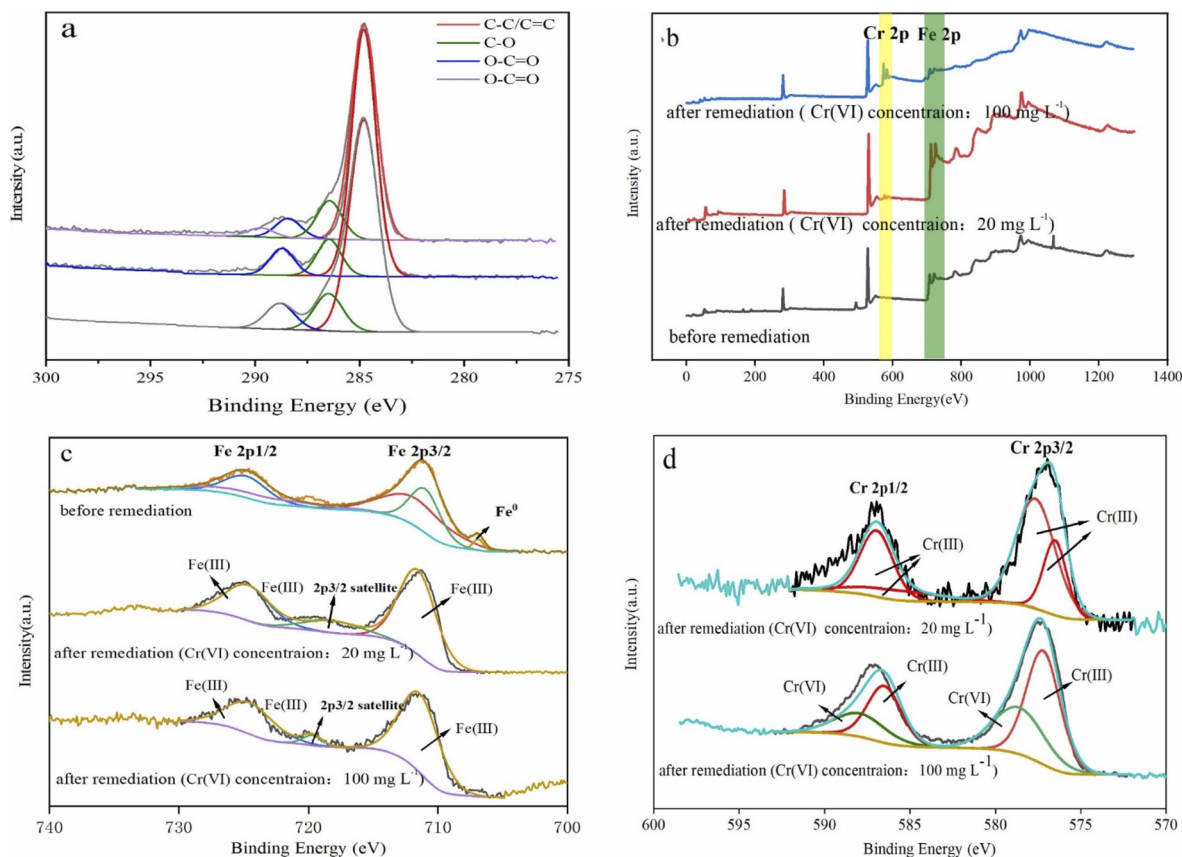 a
C-C/C=C
C-O
O-C=O
O-C=O
Intensity (a.u.)
300 295 290 285 280 275
Binding Energy (eV)
b
Cr 2p Fe 2p
after remediation ( Cr(VI) concentraion: 100 mg L-1)
after remediation ( Cr(VI) concentraion: 20 mg L-1)
before remediation
Intensity (a.u.)
0 200 400 600 800 1000 1200 1400
Binding Energy(eV)
c
Fe 2p1/2 Fe 2p3/2
before remediation
Fe0
Fe(III) Fe(III) 2p3/2 satellite Fe(III)
after remediation (Cr(VI) concentraion: 20 mg L-1)
Fe(III) Fe(III) 2p3/2 satellite Fe(III)
after remediation (Cr(VI) concentraion: 100 mg L-1)
Intensity(a.u.)
740 730 720 710 700
Binding Energy (eV)
d
Cr 2p3/2
Cr 2p1/2
Cr(III) Cr(III)
after remediation (Cr(VI) concentraion: 20 mg L-1)
Cr(VI) Cr(III) Cr(VI) Cr(III)
after remediation (Cr(VI) concentraion: 100 mg L-1)
Intensity(a.u.)
600 595 590 585 580 575 570
Binding Energy (eV)